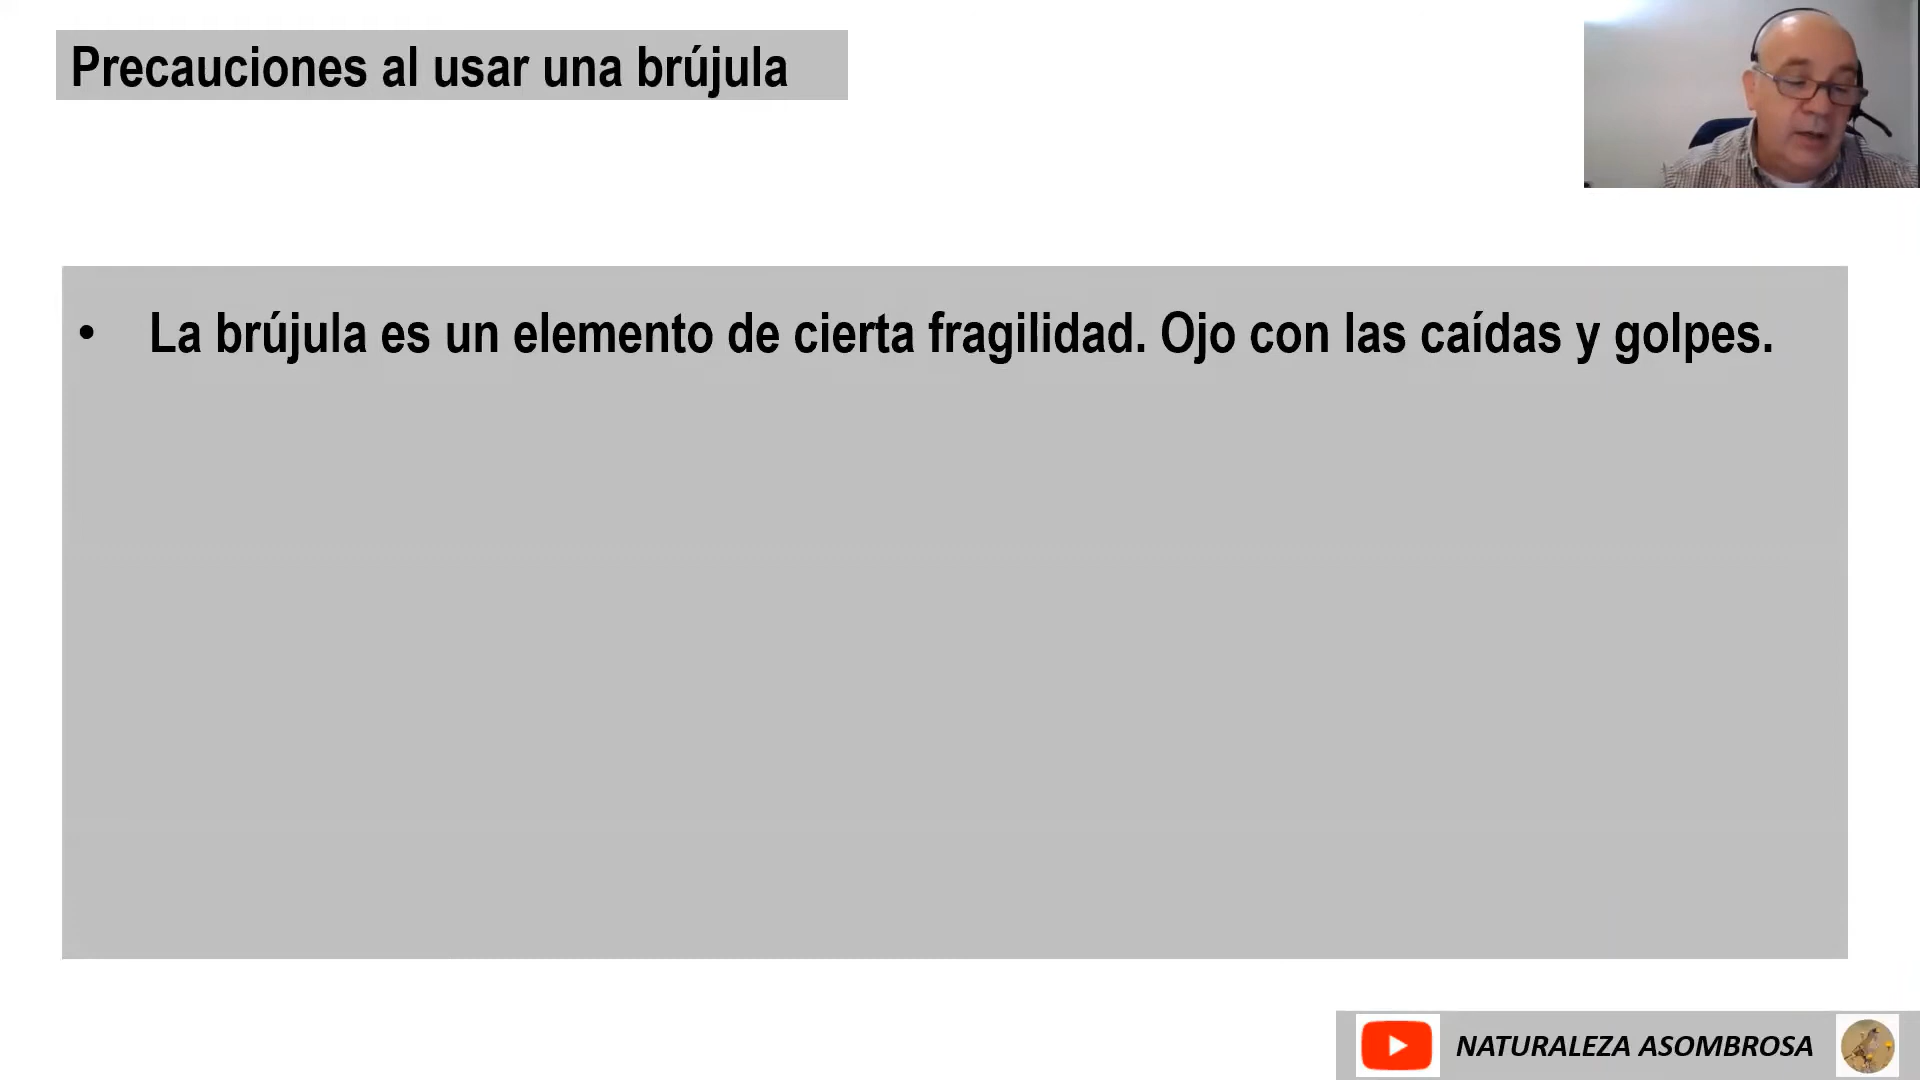 Precauciones al usar una brújula
• La brújula es un elemento de cierta fragilidad. Ojo con las caídas y golpes.
NATURALEZA ASOMBROSA